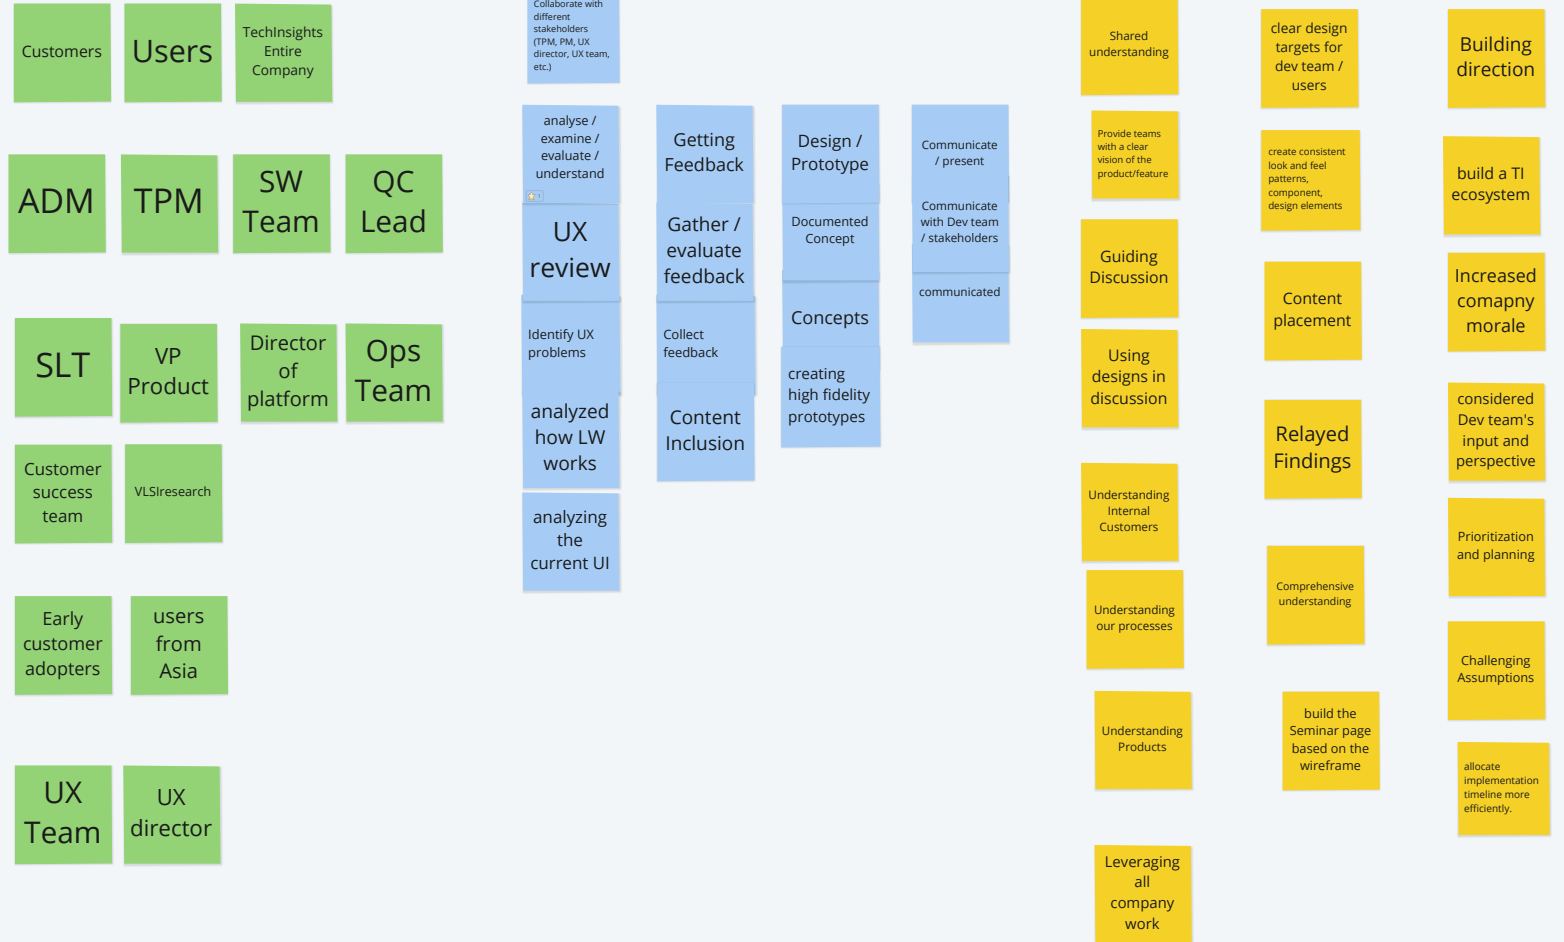 Customers
Users
TechInsights
Entire
Company
ADM
TPM
SW
Team
QC
Lead
SLT
VP
Product
Director
of
platform
Ops
Team
Customer
success
team
VLSIresearch
Early
customer
adopters
users
from
Asia
UX
Team
UX
director
Collaborate with
different
stakeholders
(TPM, PM, UX
director, UX team,
etc.)
analyse /
examine /
evaluate /
understand
UX
review
Identify UX
problems
analyzed
how LW
works
analyzing
the
current UI
Getting
Feedback
Gather /
evaluate
feedback
Collect
feedback
Content
Inclusion
Design /
Prototype
Documented
Concept
Concepts
creating
high fidelity
prototypes
Communicate
/ present
Communicate
with Dev team
/ stakeholders
communicated
Shared
understanding
Provide teams
with a clear
vision of the
product/feature
Guiding
Discussion
Using
designs in
discussion
Understanding
Internal
Customers
Understanding
our processes
Understanding
Products
Leveraging
all
company
work
clear design
targets for
dev team /
users
create consistent
look and feel
patterns,
component,
design elements
Content
placement
Relayed
Findings
Comprehensive
understanding
build the
Seminar page
based on the
wireframe
Building
direction
build a TI
ecosystem
Increased
comapny
morale
considered
Dev team's
input and
perspective
Prioritization
and planning
Challenging
Assumptions
allocate
implementation
timeline more
efficiently.